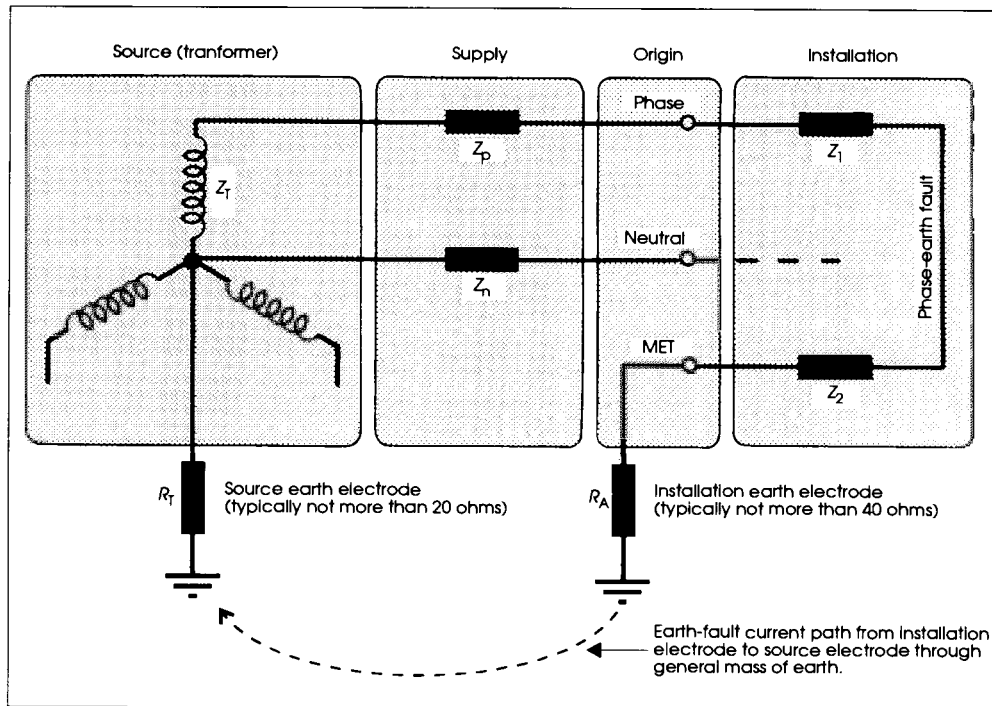 Source (tranformer)
Supply
Origin
Installation
Phase
Z_p
Z_1
Z_T
Neutral
Z_n
Phase-earth fault
MET
Z_2
R_T
Source earth electrode
(typically not more than 20 ohms)
R_A
Installation earth electrode
(typically not more than 40 ohms)
Earth-fault current path from installation
electrode to source electrode through
general mass of earth.